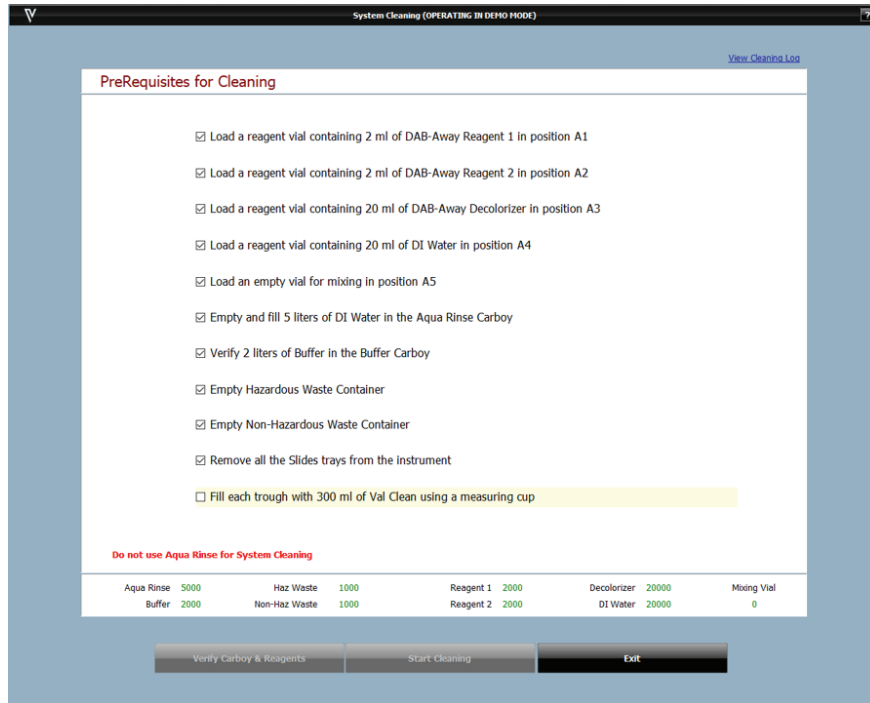 System Cleaning (OPERATING IN DEMO MODE)
?
View Cleaning Log
PreRequisites for Cleaning
Load a reagent vial containing 2 ml of DAB-Away Reagent 1 in position A1
Load a reagent vial containing 2 ml of DAB-Away Reagent 2 in position A2
Load a reagent vial containing 20 ml of DAB-Away Decolorizer in position A3
Load a reagent vial containing 20 ml of DI Water in position A4
Load an empty vial for mixing in position A5
Empty and fill 5 liters of DI Water in the Aqua Rinse Carboy
Verify 2 liters of Buffer in the Buffer Carboy
Empty Hazardous Waste Container
Empty Non-Hazardous Waste Container
Remove all the Slides trays from the instrument
Fill each trough with 300 ml of Val Clean using a measuring cup
Do not use Aqua Rinse for System Cleaning
Aqua Rinse 5000 Haz Waste 1000 Reagent 1 2000 Decolorizer 20000 Mixing Vial
Buffer 2000 Non-Haz Waste 1000 Reagent 2 2000 DI Water 20000 0
Verify Carboy & Reagents Start Cleaning Exit